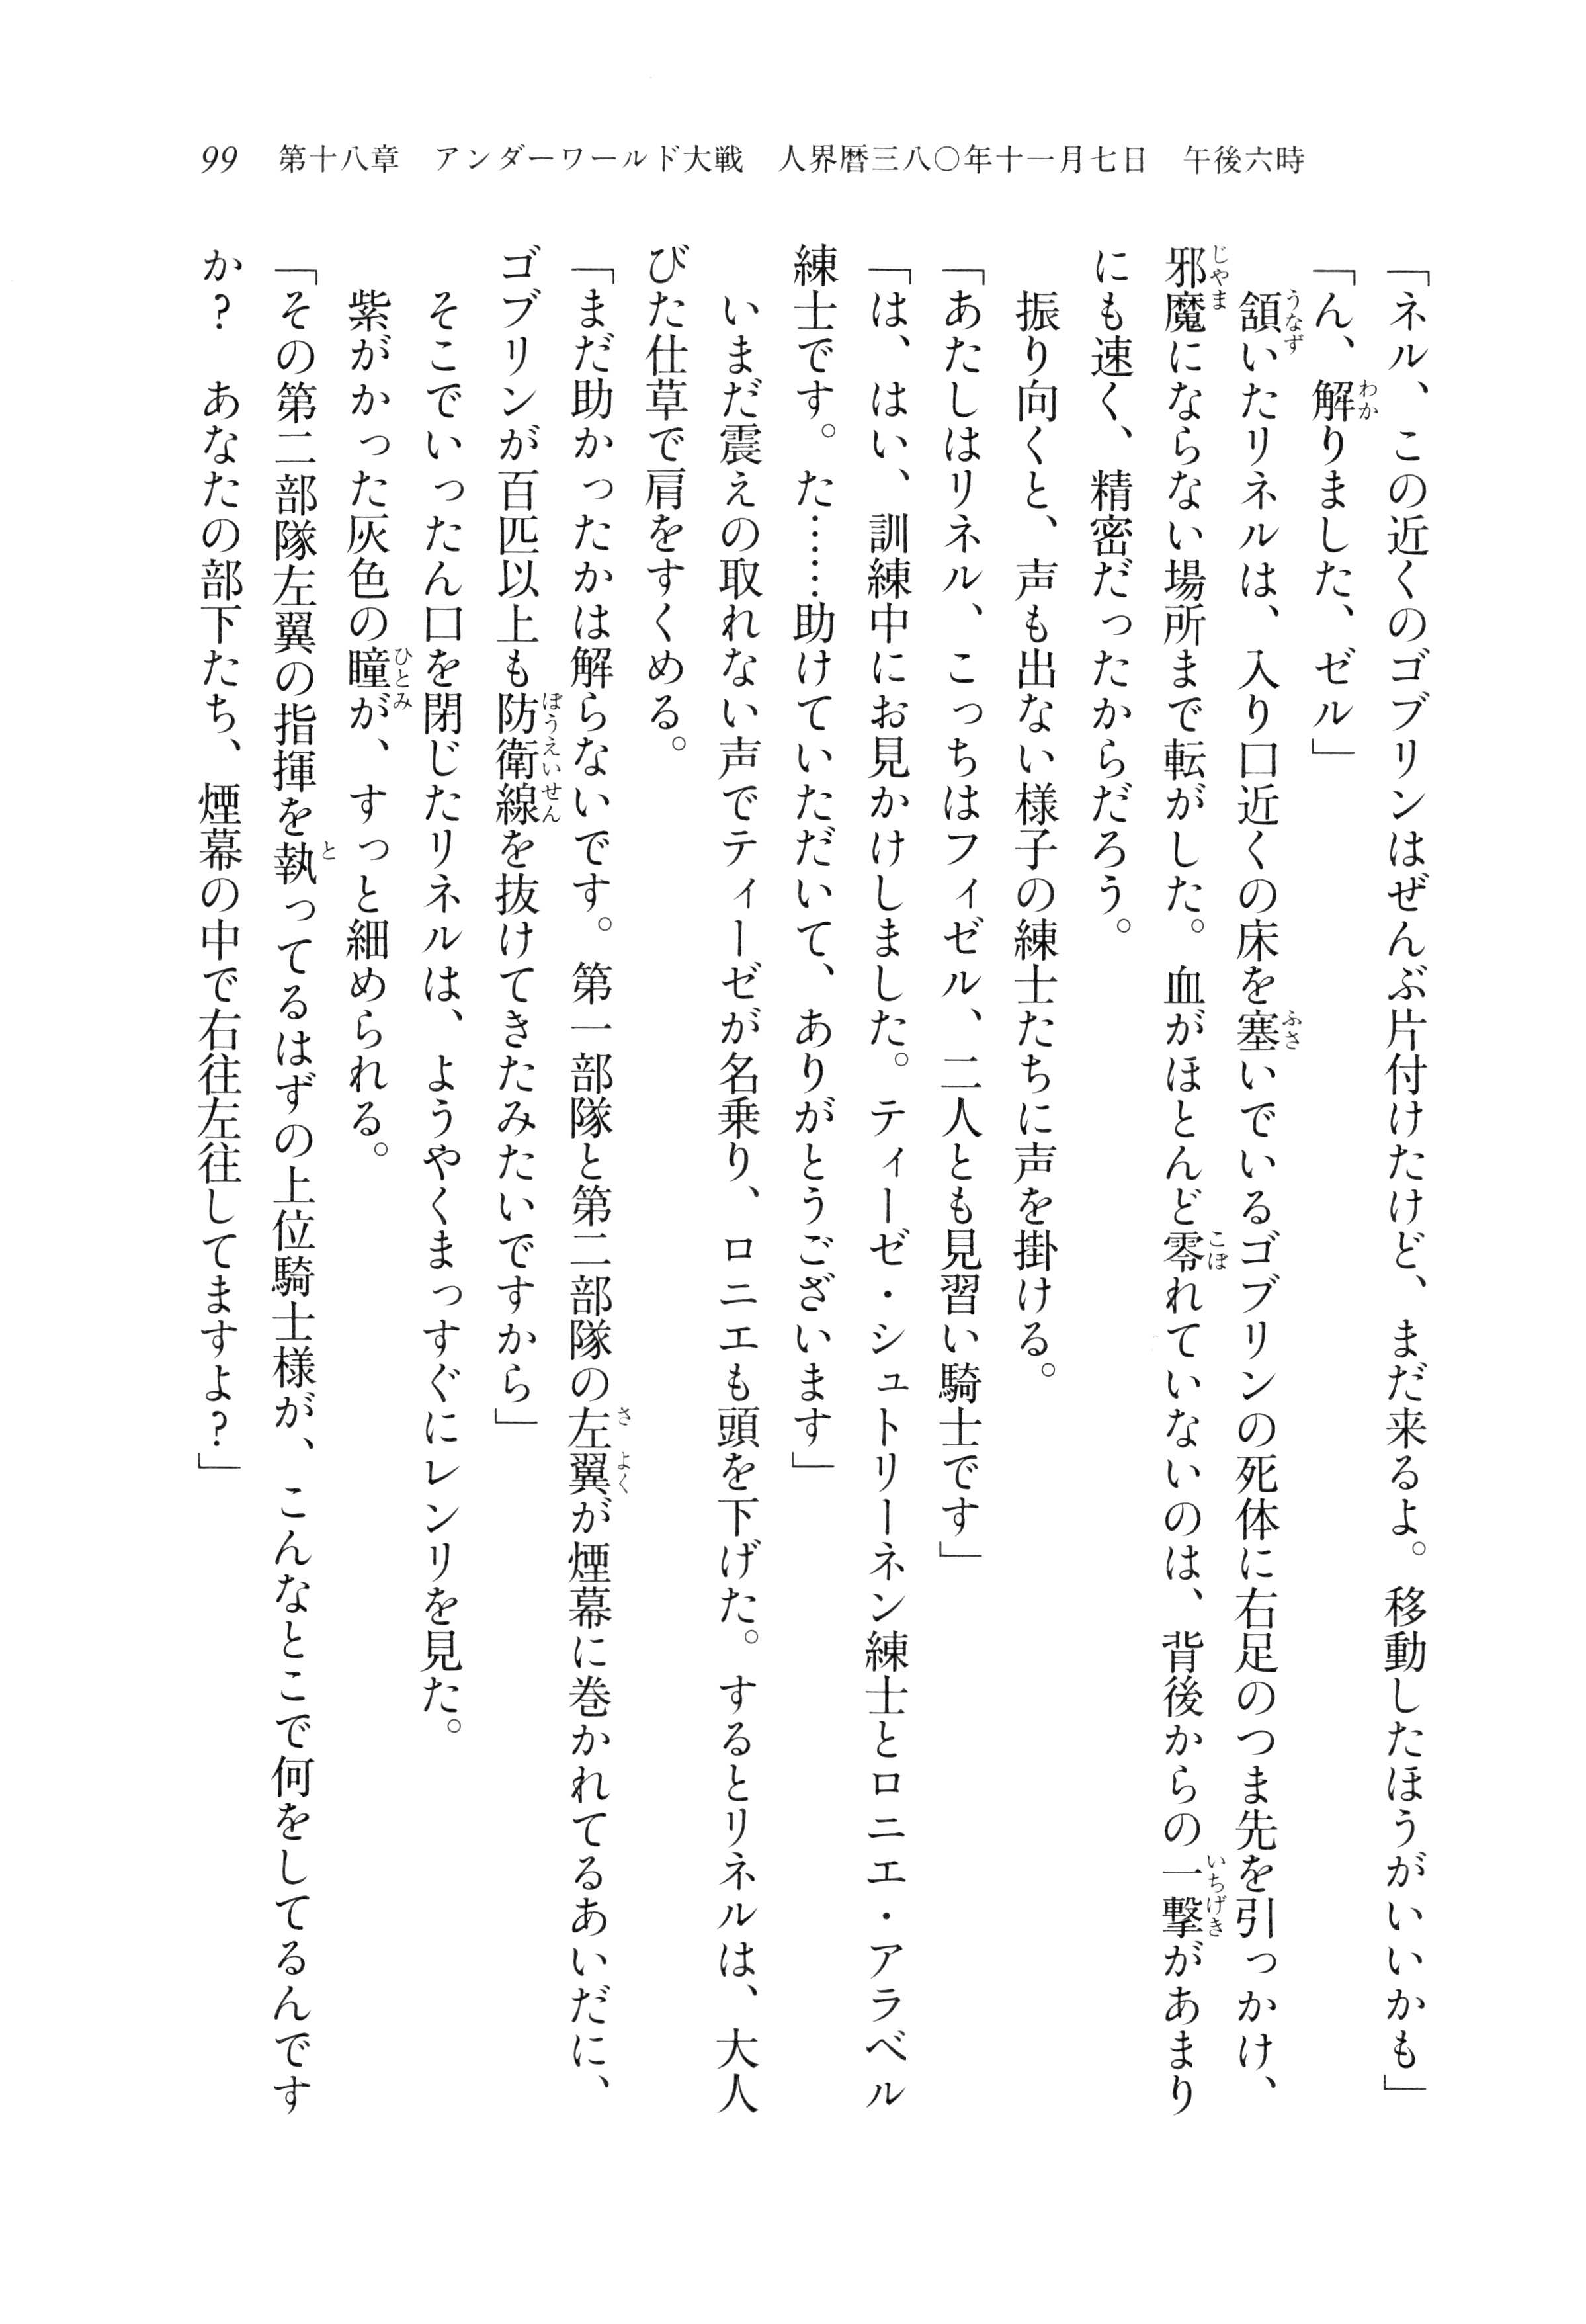 99　第十八章　アンダーワールド大戦　人界暦三八〇年十一月七日　午後六時
「ネル、この近くのゴブリンはぜんぶ片付けたけど、まだ来るよ。移動したほうがいいかも」
「ん、解りました、ゼル」
　頷いたリネルは、入り口近くの床を塞いでいるゴブリンの死体に右足のつま先を引っかけ、
邪魔にならない場所まで転がした。血がほとんど零れていないのは、背後からの一撃があまり
にも速く、精密だったからだろう。
　振り向くと、声も出ない様子の練士たちに声を掛ける。
「あたしはリネル、こっちはフィゼル、二人とも見習い騎士です」
「は、はい、訓練中にお見かけしました。ティーゼ・シュトリーネン練士とロニエ・アラベル
練士です。た……助けていただいて、ありがとうございます」
　いまだ震えの取れない声でティーゼが名乗り、ロニエも頭を下げた。するとリネルは、大人
びた仕草で肩をすくめる。
「まだ助かったかは解らないです。第一部隊と第二部隊の左翼が煙幕に巻かれてるあいだに、
ゴブリンが百匹以上も防衛線を抜けてきたみたいですから」
　そこでいったん口を閉じたリネルは、ようやくまっすぐにレンリを見た。
　紫がかった灰色の瞳が、すっと細められる。
「その第二部隊左翼の指揮を執ってるはずの上位騎士様が、こんなとこで何をしてるんです
か？　あなたの部下たち、煙幕の中で右往左往してますよ？」